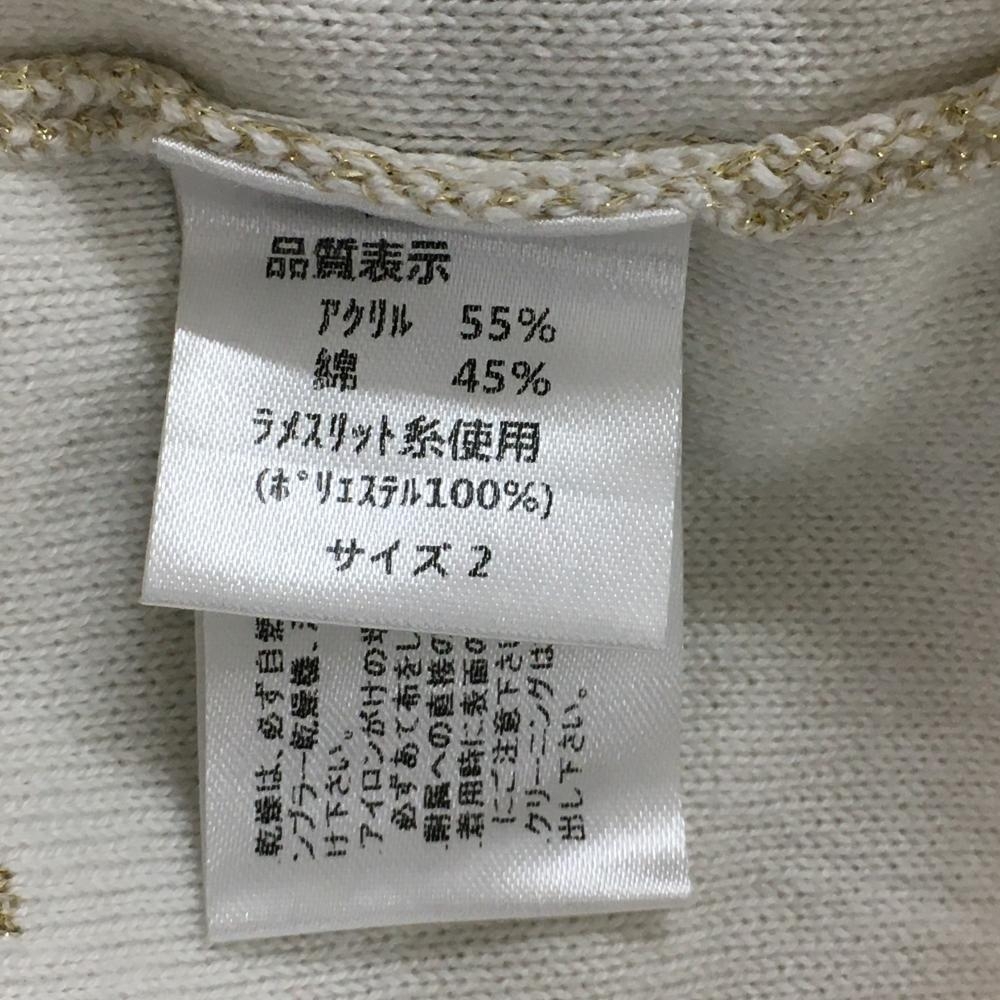 品質表示
アクリル 55%
綿 45%
ラメスリット糸使用
(ポリエステル100%)
サイズ 2
乾燥は、必ず日
ンブラー乾燥機、
け下さい。
アイロンがけの
必ずあて布をし
への直接の
着用時に表面の
にご注意下さい
クリーニングは
出し下さい。